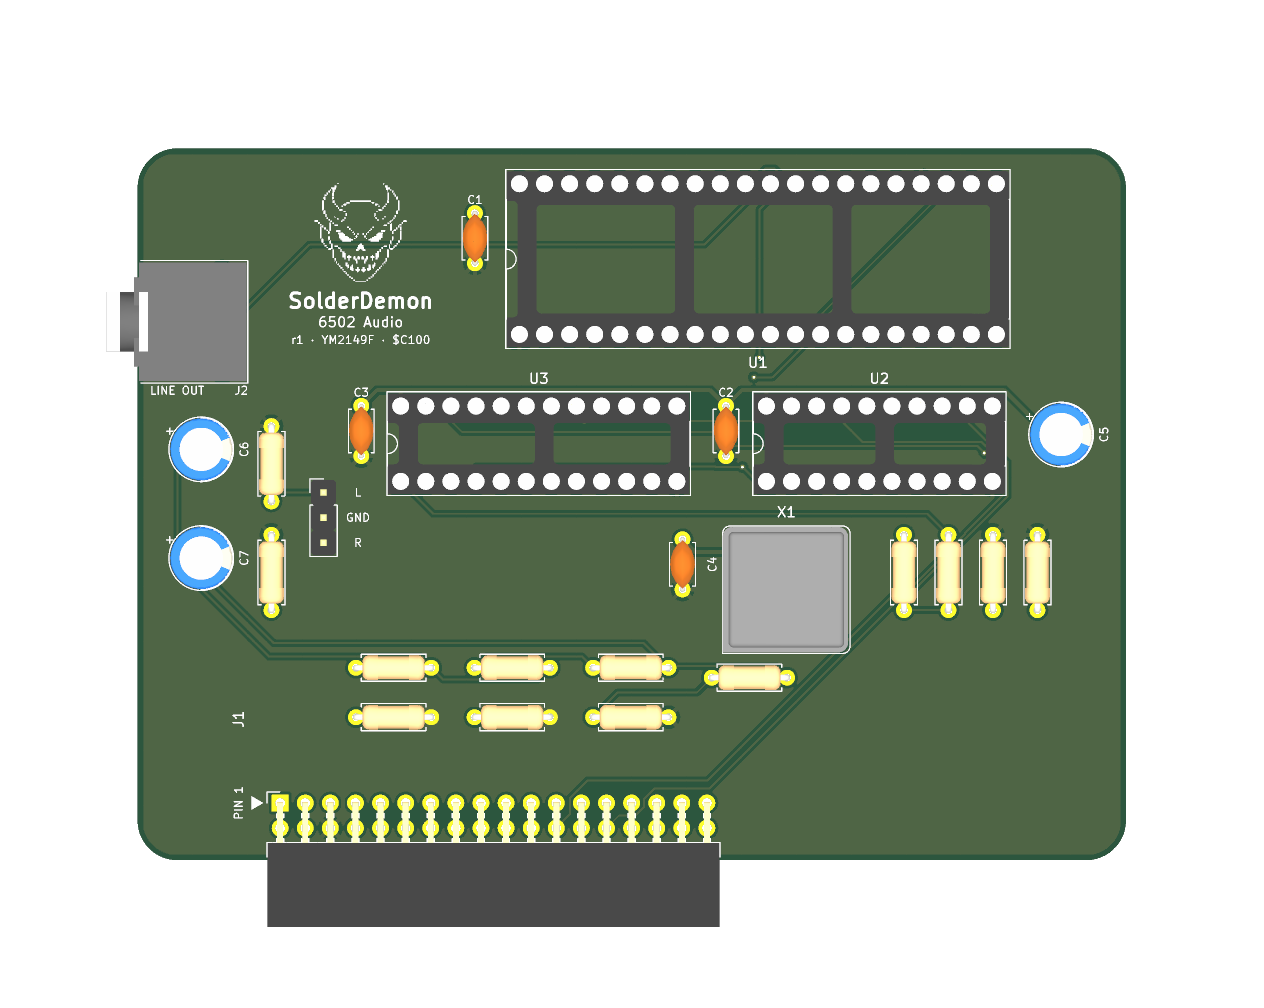 C1
SolderDemon
6502 Audio
r1 · YM2149F · $C100
LINE OUT
J2
U1
U3
U2
C3
C2
+
C6
+
C5
L
GND
R
X1
+
C7
C4
J1
PIN 1